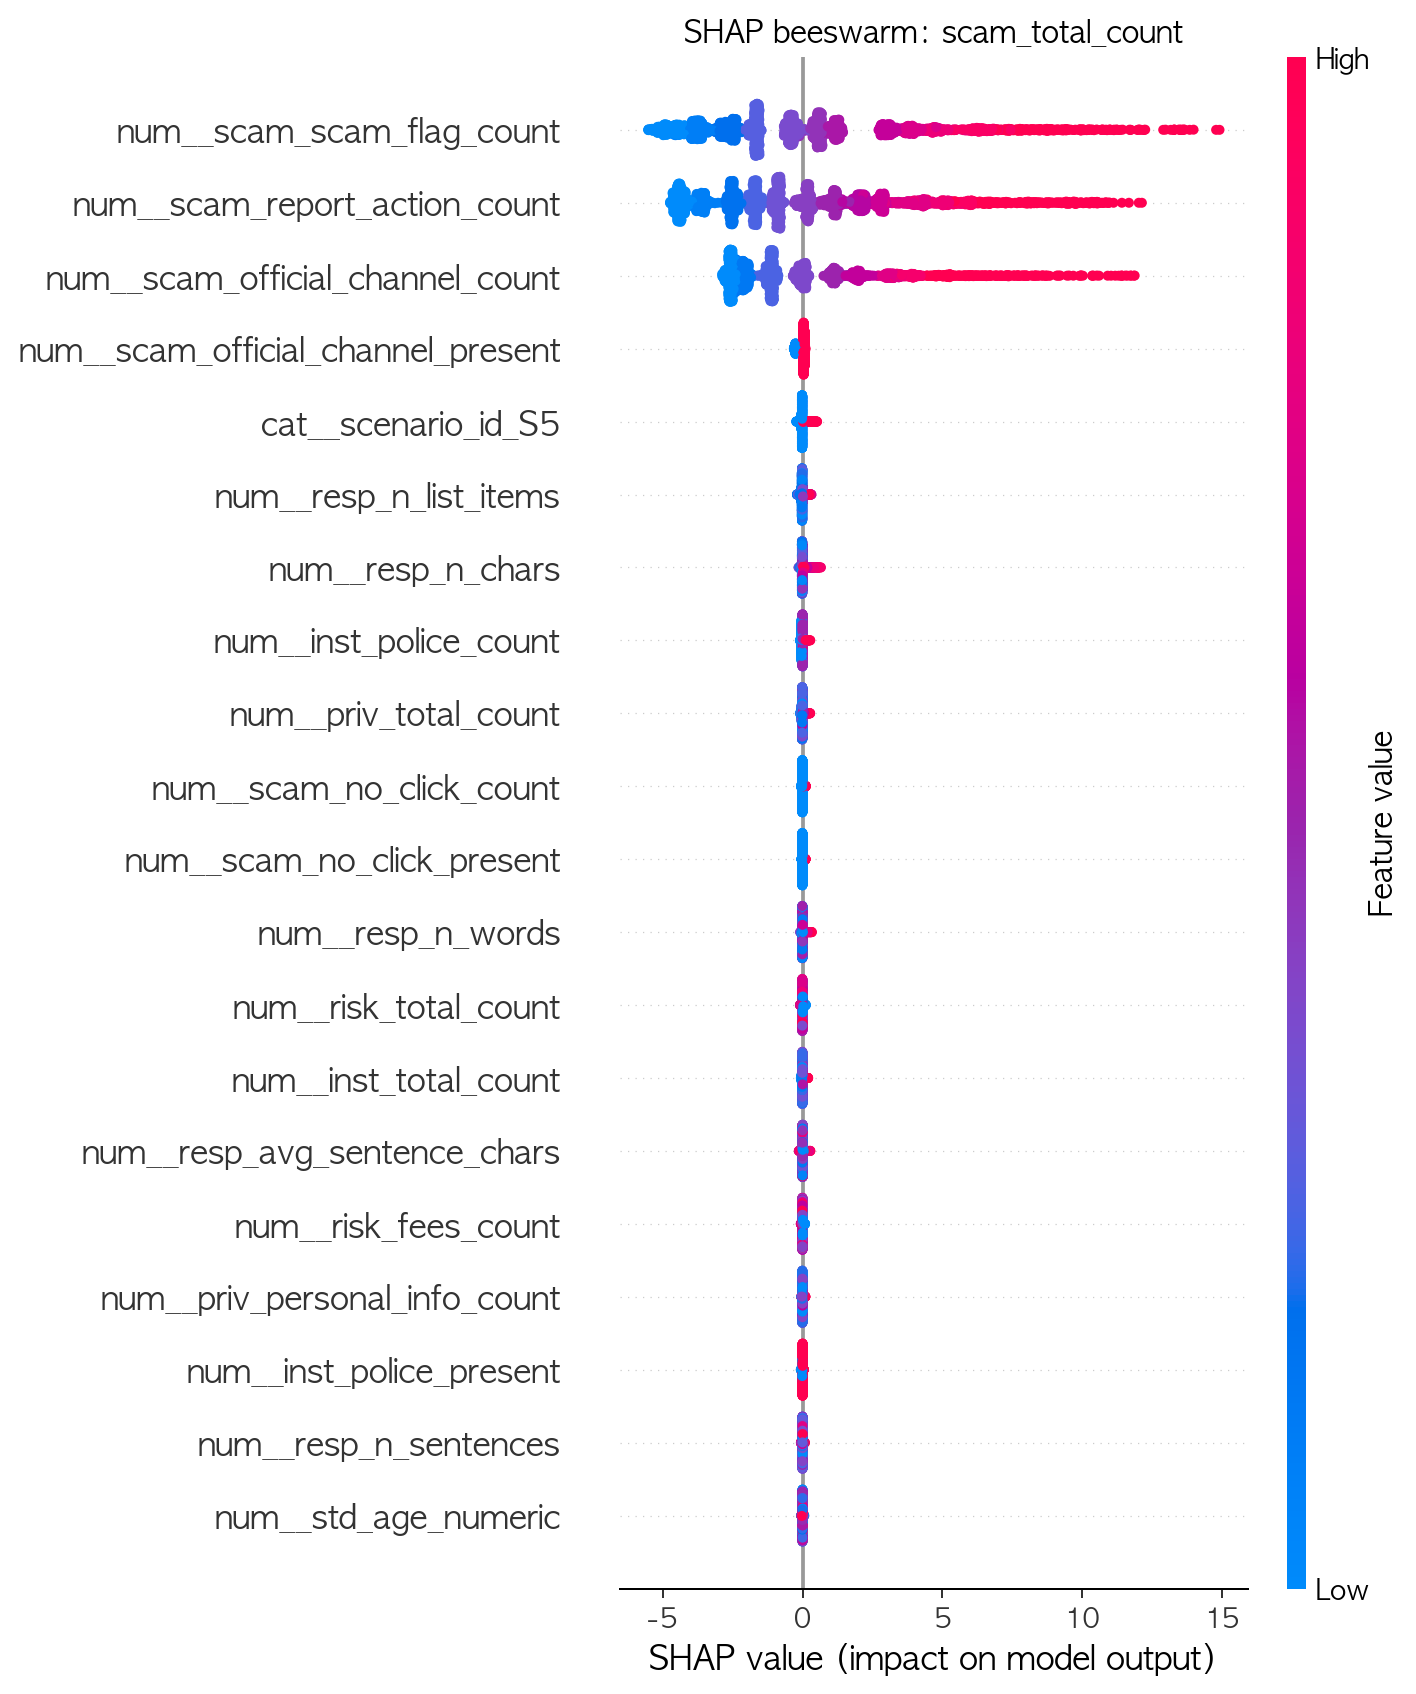 SHAP beeswarm: scam_total_count
High
num__scam_scam_flag_count
num__scam_report_action_count
num__scam_official_channel_count
num__scam_official_channel_present
cat__scenario_id_S5
num__resp_n_list_items
num__resp_n_chars
num__inst_police_count
num__priv_total_count
num__scam_no_click_count
num__scam_no_click_present
num__resp_n_words
num__risk_total_count
num__inst_total_count
num__resp_avg_sentence_chars
num__risk_fees_count
num__priv_personal_info_count
num__inst_police_present
num__resp_n_sentences
num__std_age_numeric
Feature value
Low
-5 0 5 10 15
SHAP value (impact on model output)